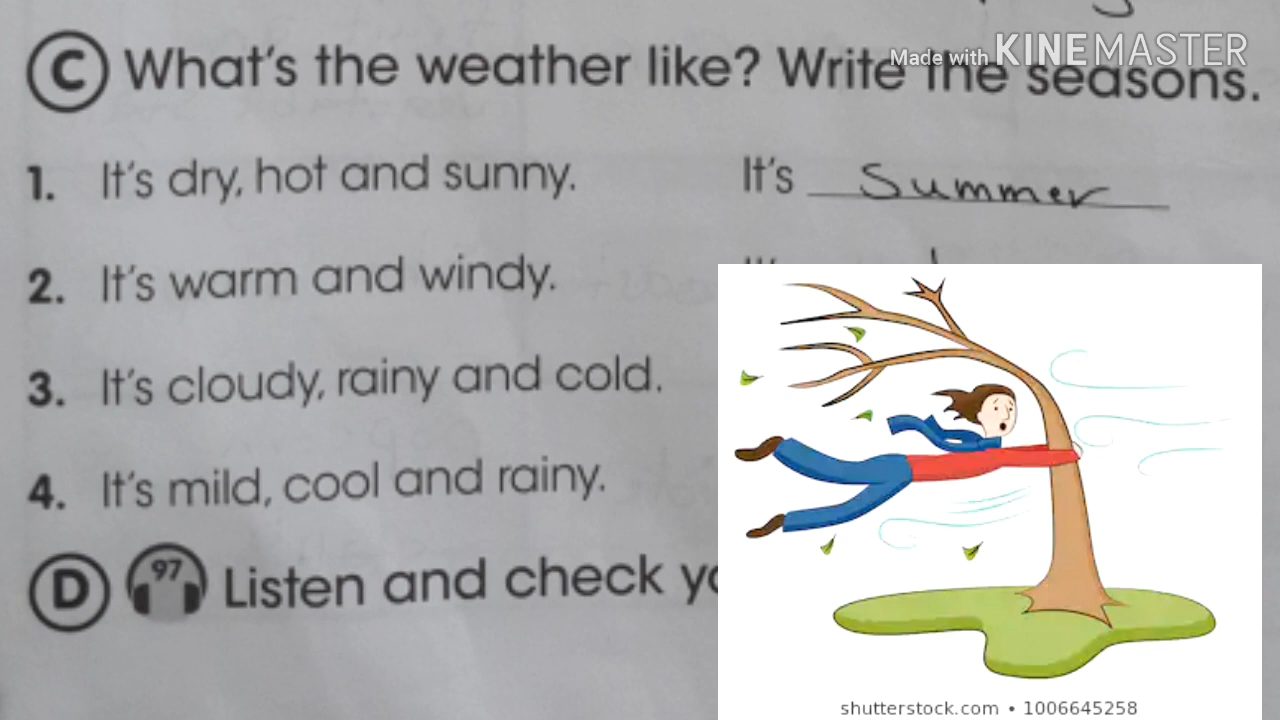 Made with KINEMASTER
C What's the weather like? Write the seasons.
1. It's dry, hot and sunny. It's Summer
2. It's warm and windy.
3. It's cloudy, rainy and cold.
4. It's mild, cool and rainy.
D 97 Listen and check
shutterstock.com • 1006645258